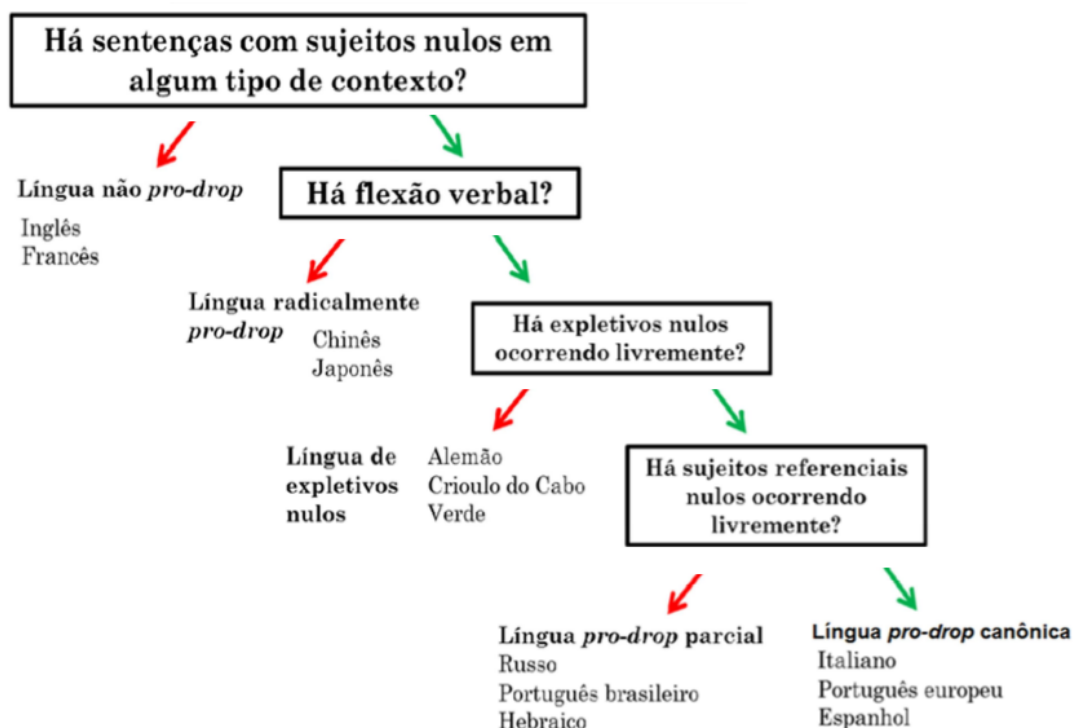 Há sentenças com sujeitos nulos em
algum tipo de contexto?
Língua não pro-drop
Inglês
Francês
Há flexão verbal?
Língua radicalmente
pro-drop
Chinês
Japonês
Há expletivos nulos
ocorrendo livremente?
Língua de
expletivos
nulos
Alemão
Crioulo do Cabo
Verde
Há sujeitos referenciais
nulos ocorrendo
livremente?
Língua pro-drop parcial
Russo
Português brasileiro
Hebraico
Língua pro-drop canônica
Italiano
Português europeu
Espanhol